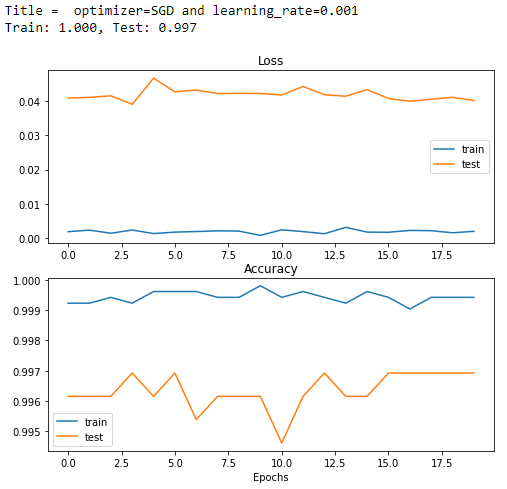 Title =  optimizer=SGD and learning_rate=0.001
Train: 1.000, Test: 0.997
Loss
0.04
0.03
0.02
0.01
0.00
train
test
0.0 2.5 5.0 7.5 10.0 12.5 15.0 17.5
Accuracy
1.000
0.999
0.998
0.997
0.996
0.995
train
test
0.0 2.5 5.0 7.5 10.0 12.5 15.0 17.5
Epochs